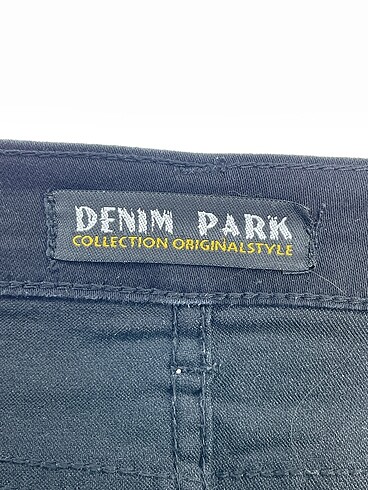 DENIM PARK
COLLECTION ORIGINALSTYLE